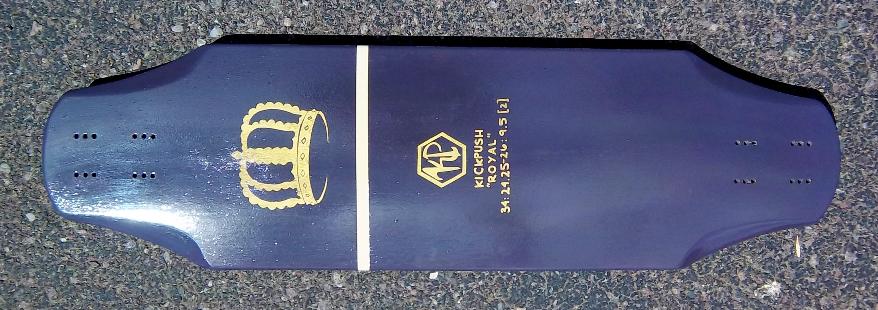 KP
KICKPUSH
"ROYAL"
34:24.25-26:9.5 [2]